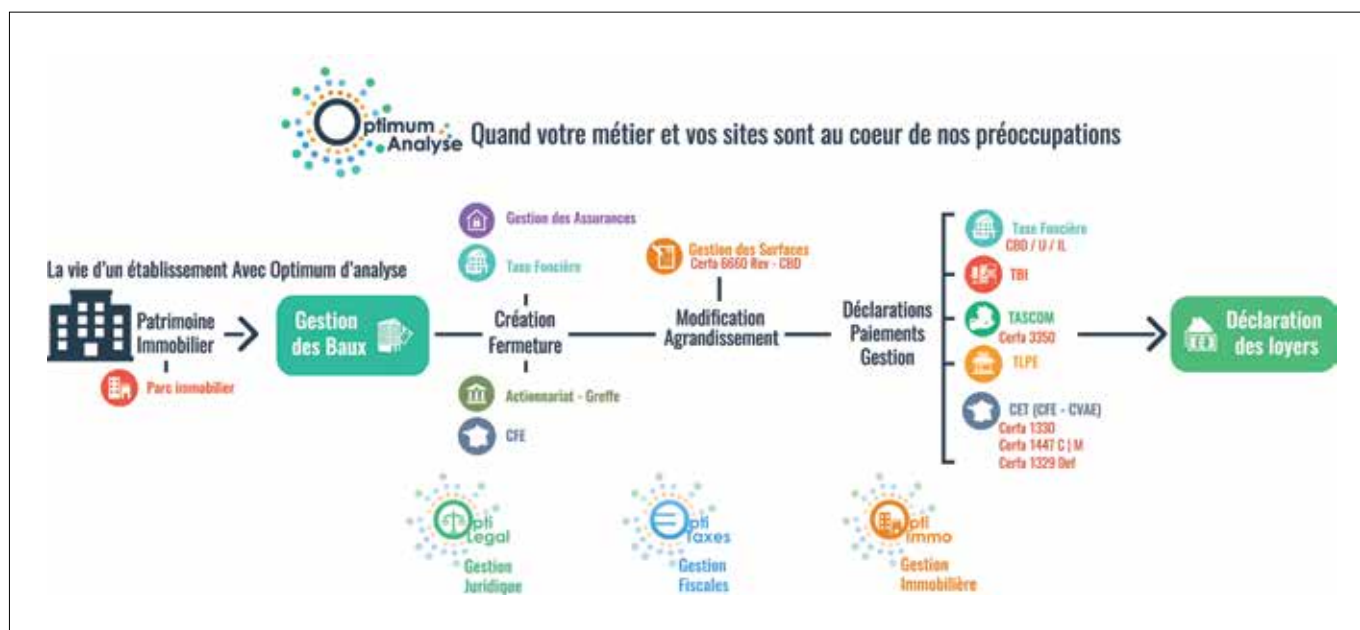 Optimum
Analyse
Quand votre métier et vos sites sont au coeur de nos préoccupations
La vie d'un établissement Avec Optimum d'analyse
Patrimoine
Immobilier
Parc immobilier
Gestion
des Baux
Gestion des Assurances
Taxe Foncière
Création
Fermeture
Actionnariat - Greffe
CFE
Gestion des Surfaces
Cerfa 6660 Rev - CBD
Modification
Agrandissement
Déclarations
Paiements
Gestion
Taxe Foncière
CBD / U / IL
TBI
TASCOM
Cerfa 3350
TLPE
CET (CFE - CVAE)
Cerfa 1330
Cerfa 1447 C | M
Cerfa 1329 Def
Déclaration
des loyers
Opti
Legal
Gestion
Juridique
Opti
Taxes
Gestion
Fiscales
Opti
Immo
Gestion
Immobilière